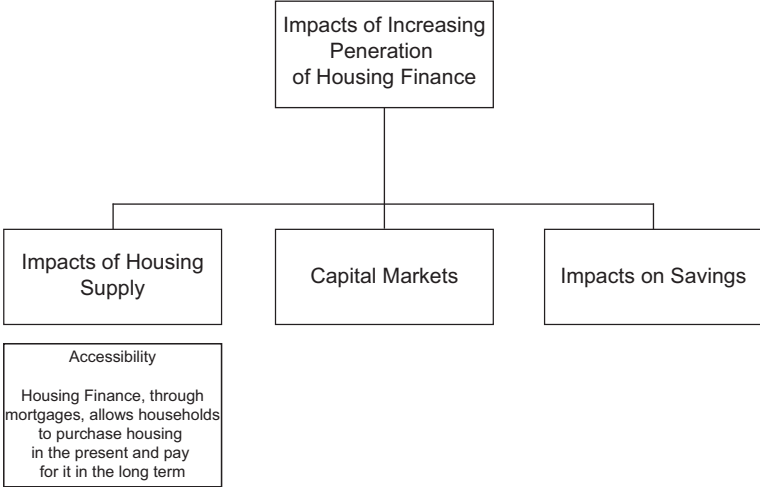 Impacts of Increasing
Peneration
of Housing Finance
Impacts of Housing
Supply
Capital Markets
Impacts on Savings
Accessibility
Housing Finance, through
mortgages, allows households
to purchase housing
in the present and pay
for it in the long term